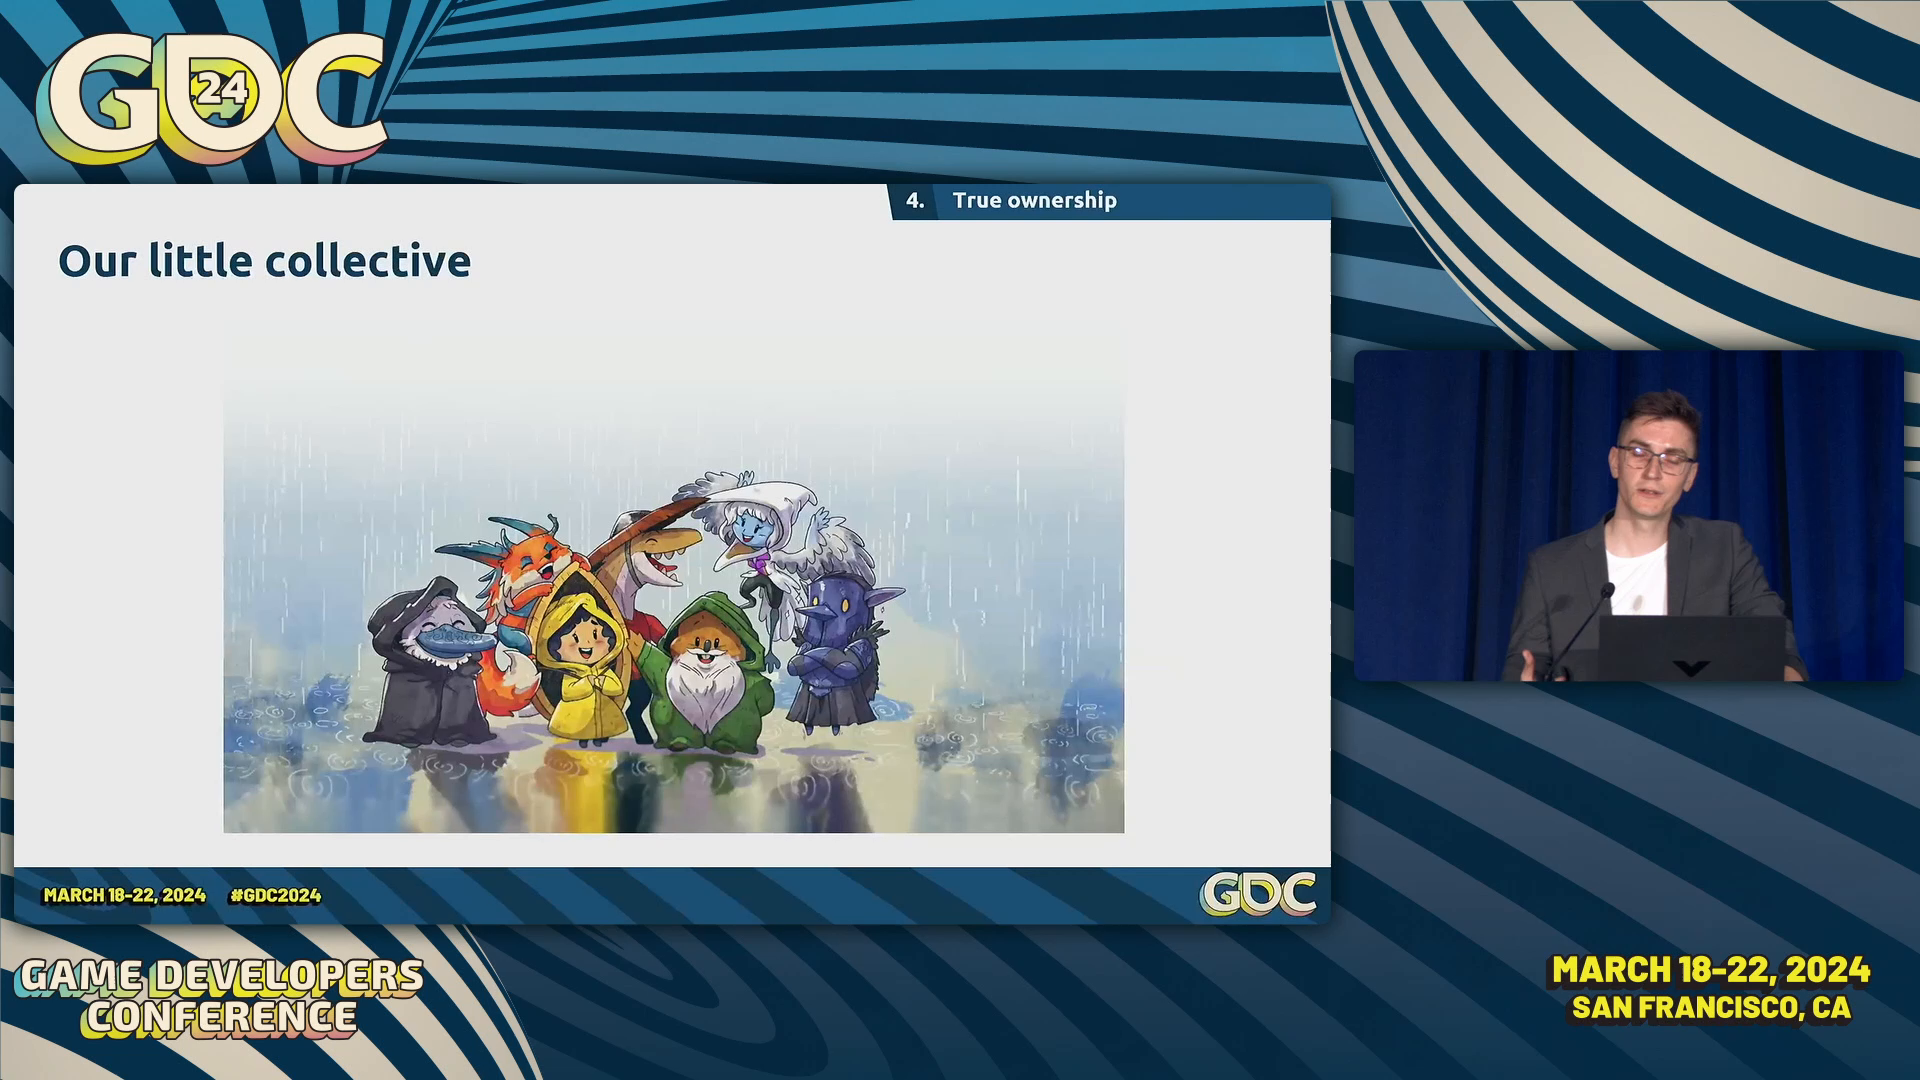 GDC
24
4. True ownership
Our little collective
MARCH 18-22, 2024 #GDC2024
GDC
GAME DEVELOPERS
CONFERENCE
MARCH 18-22, 2024
SAN FRANCISCO, CA